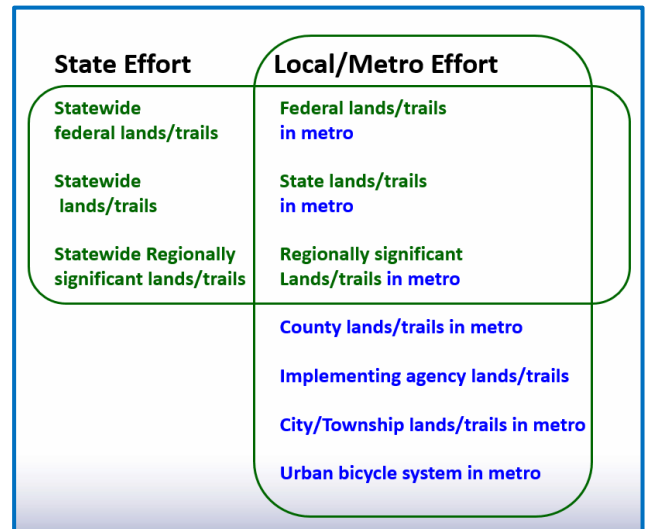 State Effort
Statewide
federal lands/trails
Statewide
lands/trails
Statewide Regionally
significant lands/trails
Local/Metro Effort
Federal lands/trails
in metro
State lands/trails
in metro
Regionally significant
Lands/trails in metro
County lands/trails in metro
Implementing agency lands/trails
City/Township lands/trails in metro
Urban bicycle system in metro